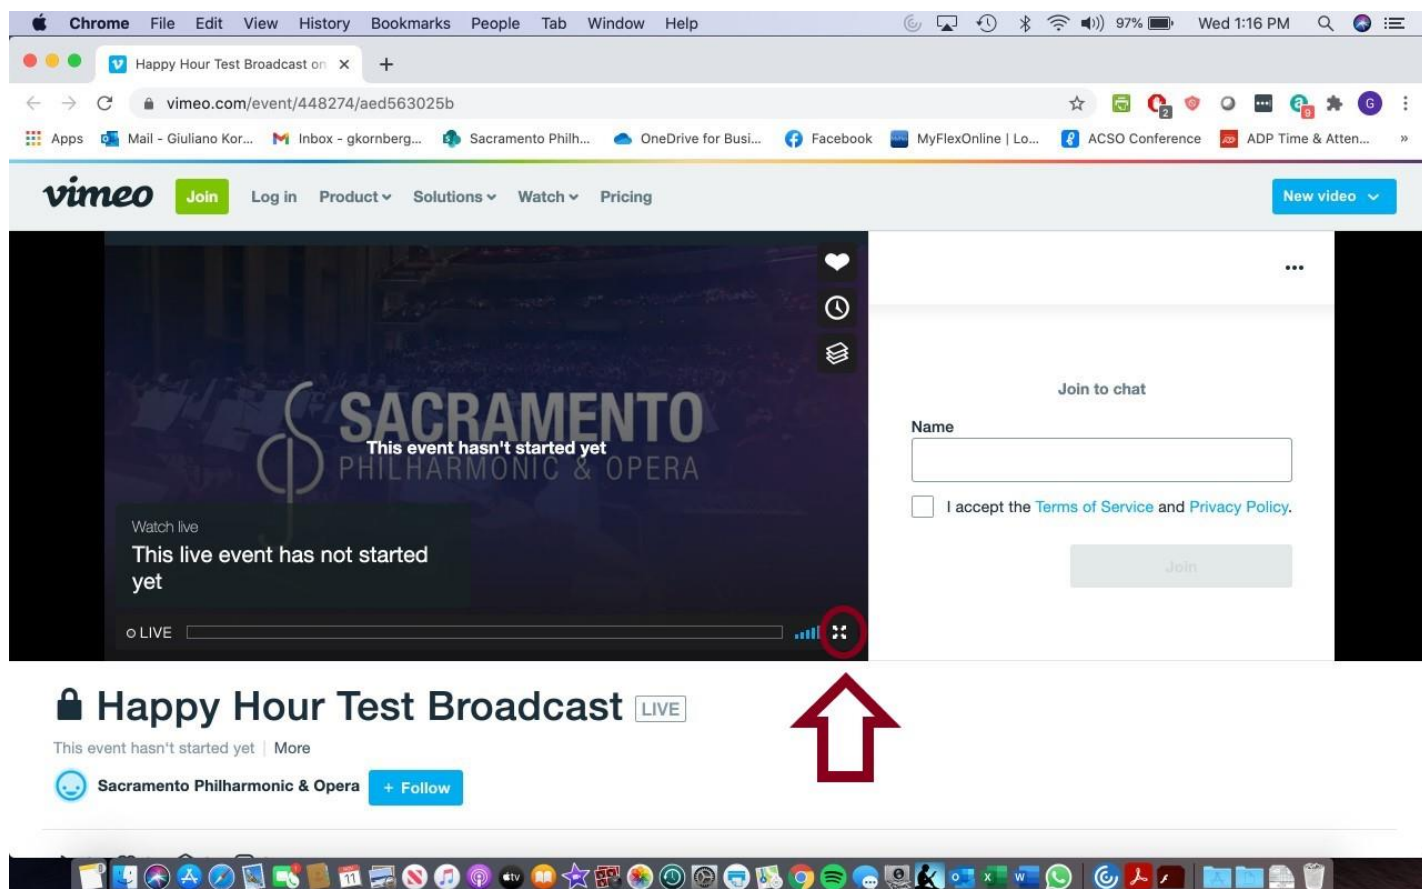 Chrome File Edit View History Bookmarks People Tab Window Help 97% Wed 1:16 PM
Happy Hour Test Broadcast on
vimeo.com/event/448274/aed563025b
2 9 G
Apps Mail - Giuliano Kor... Inbox - gkornberg... Sacramento Philh... OneDrive for Busi... Facebook MyFlexOnline | Lo... ACSO Conference ADP Time & Atten... »
vimeo Join Log in Product Solutions Watch Pricing New video
SACRAMENTO
PHILHARMONIC & OPERA
This event hasn't started yet
Watch live
This live event has not started
yet
LIVE
Join to chat
Name
I accept the Terms of Service and Privacy Policy.
Join
Happy Hour Test Broadcast LIVE
This event hasn't started yet | More
Sacramento Philharmonic & Opera + Follow
11 tv X W